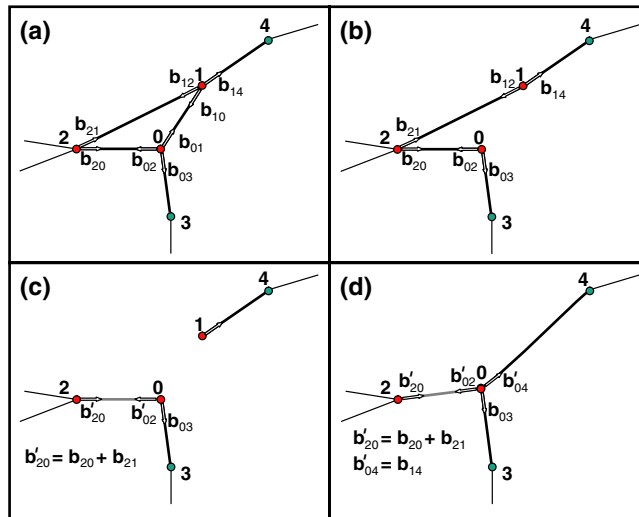 (a)
4
1
b₁₂
b₁₄
b₁₀
b₂₁
2
0
b₀₁
b₂₀
b₀₂
b₀₃
3
(b)
4
1
b₁₂
b₁₄
b₂₁
2
0
b₂₀
b₀₂
b₀₃
3
(c)
4
1
2
0
b′₂₀
b′₀₂
b₀₃
b′₂₀ = b₂₀ + b₂₁
3
(d)
4
0
2
b′₂₀
b′₀₂
b′₀₄
b₀₃
b′₂₀ = b₂₀ + b₂₁
b′₀₄ = b₁₄
3